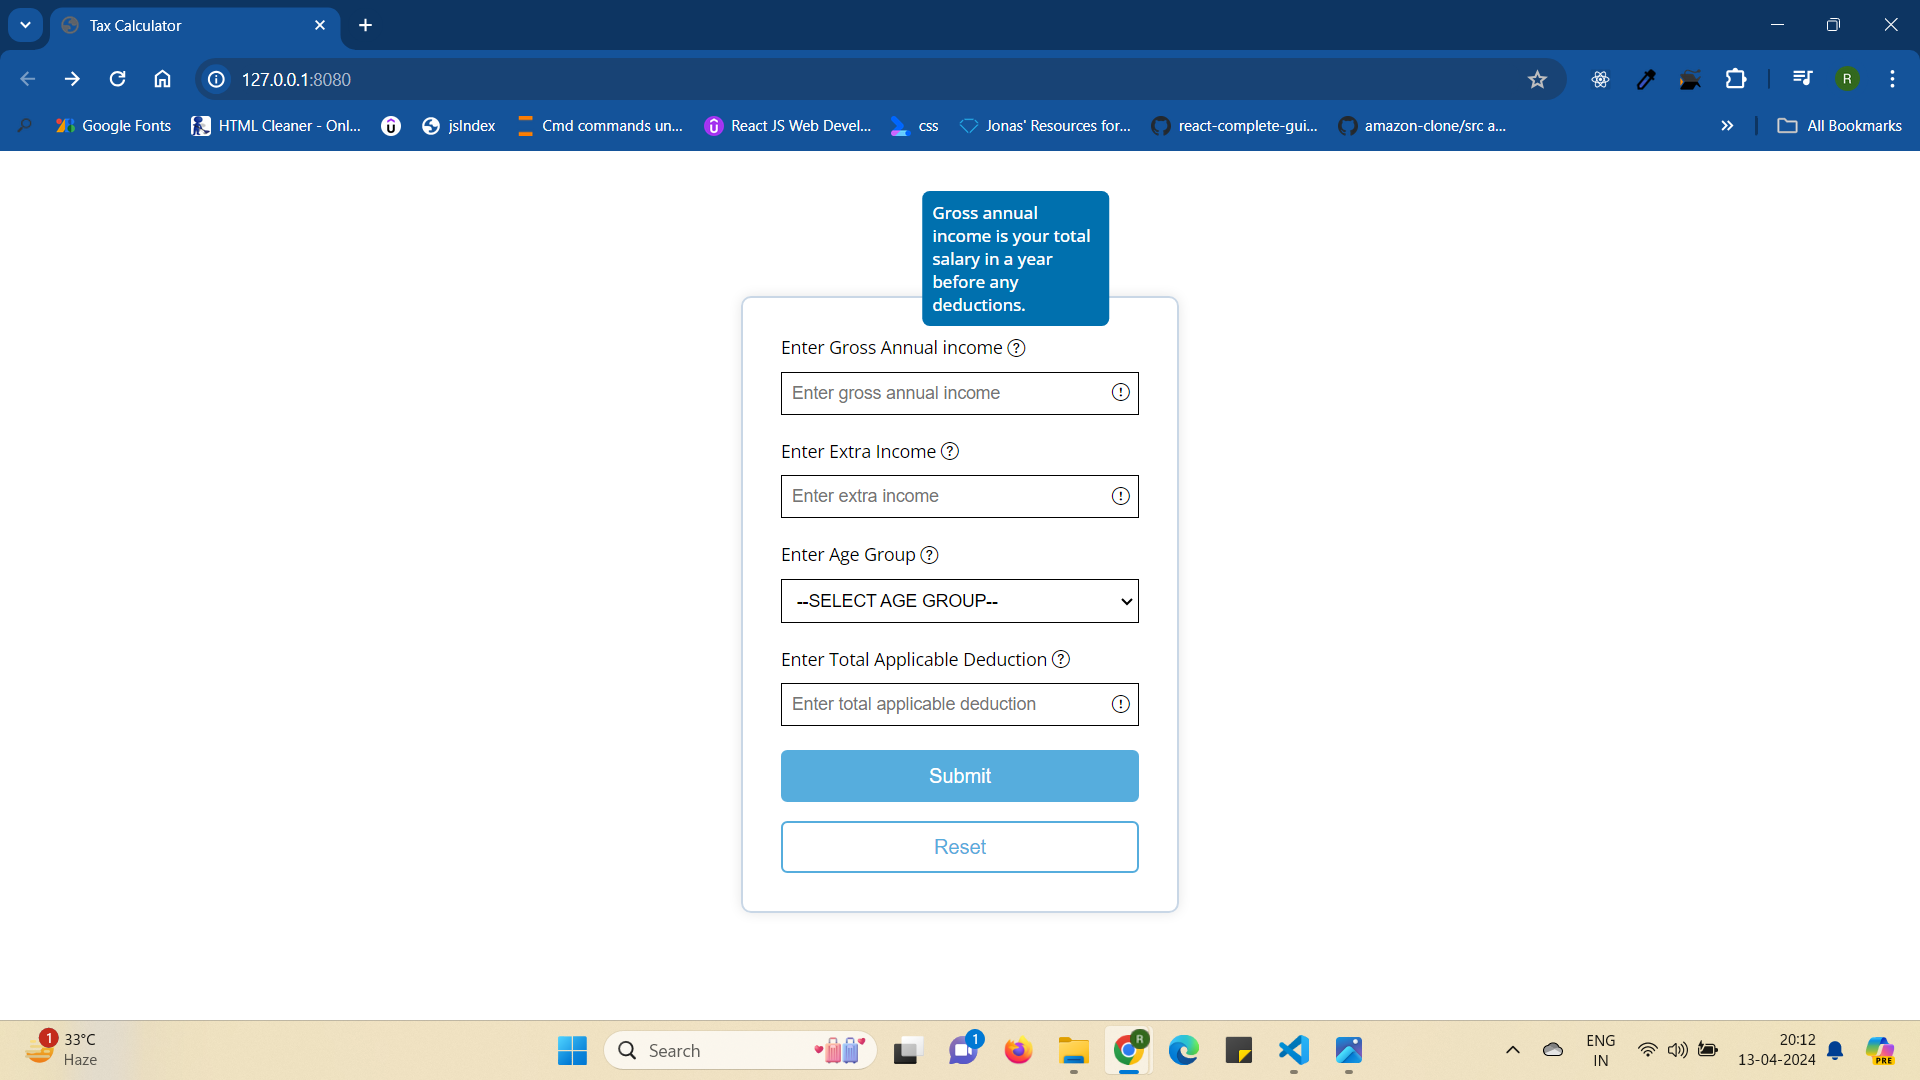 Tax Calculator
127.0.0.1:8080
R
Google Fonts
HTML Cleaner - Onl...
jsIndex
Cmd commands un...
React JS Web Devel...
css
Jonas' Resources for...
react-complete-gui...
amazon-clone/src a...
All Bookmarks
Gross annual
income is your total
salary in a year
before any
deductions.
Enter Gross Annual income ?
Enter gross annual income !
Enter Extra Income ?
Enter extra income !
Enter Age Group ?
--SELECT AGE GROUP--
Enter Total Applicable Deduction ?
Enter total applicable deduction !
Submit
Reset
1
33°C
Haze
Search
1
R
ENG
IN
20:12
13-04-2024
PRE